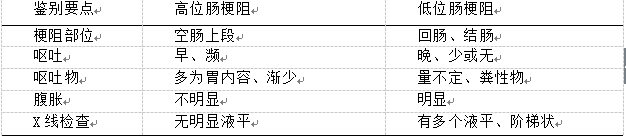 鉴别要点 高位肠梗阻 低位肠梗阻
梗阻部位 空肠上段 回肠、结肠
呕吐 早、濒 晚、少或无
呕吐物 多为胃内容、渐少 量不定、粪性物
腹胀 不明显 明显
X 线检查 无明显液平 有多个液平、阶梯状